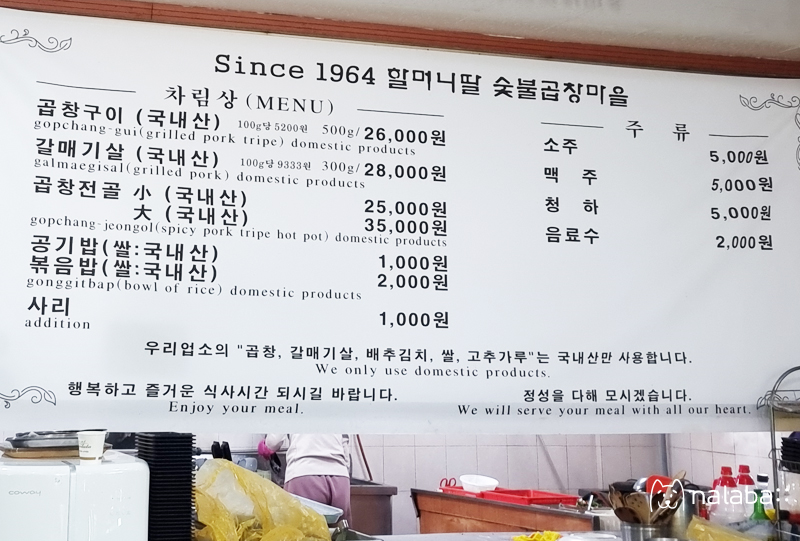 Since 1964 할머니딸 숯불곱창마을
차림상(MENU)
곱창구이 (국내산) 100g당 5200원 500g/26,000원
gopchang-gui(grilled pork tripe) domestic products
갈매기살 (국내산) 100g당 9333원 300g/28,000원
galmaegisal(grilled pork) domestic products
곱창전골 小 (국내산) 25,000원
大 (국내산) 35,000원
gopchang-jeongol(spicy pork tripe hot pot) domestic products
공기밥(쌀:국내산) 1,000원
볶음밥(쌀:국내산) 2,000원
gonggitbap(bowl of rice) domestic products
사리 1,000원
addition
주 류
소주 5,000원
맥 주 5,000원
청 하 5,000원
음료수 2,000원
우리업소의 "곱창, 갈매기살, 배추김치, 쌀, 고추가루"는 국내산만 사용합니다.
We only use domestic products.
행복하고 즐거운 식사시간 되시길 바랍니다.
Enjoy your meal.
정성을 다해 모시겠습니다.
We will serve your meal with all our heart.
coway
malaba